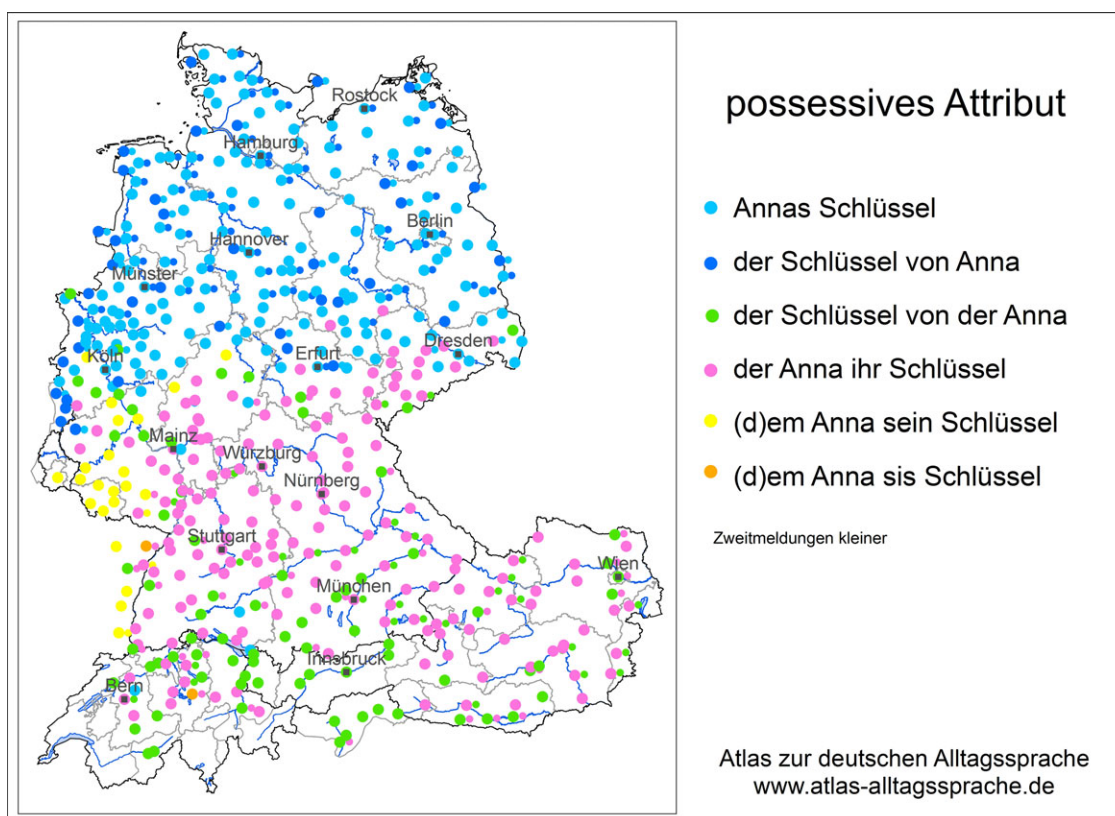 possessives Attribut
Annas Schlüssel
der Schlüssel von Anna
der Schlüssel von der Anna
der Anna ihr Schlüssel
(d)em Anna sein Schlüssel
(d)em Anna sis Schlüssel
Zweitmeldungen kleiner
Atlas zur deutschen Alltagssprache
www.atlas-alltagssprache.de
Rostock
Hamburg
Berlin
Hannover
Münster
Dresden
Köln
Erfurt
Mainz
Würzburg
Nürnberg
Stuttgart
Wien
München
Innsbruck
Bern